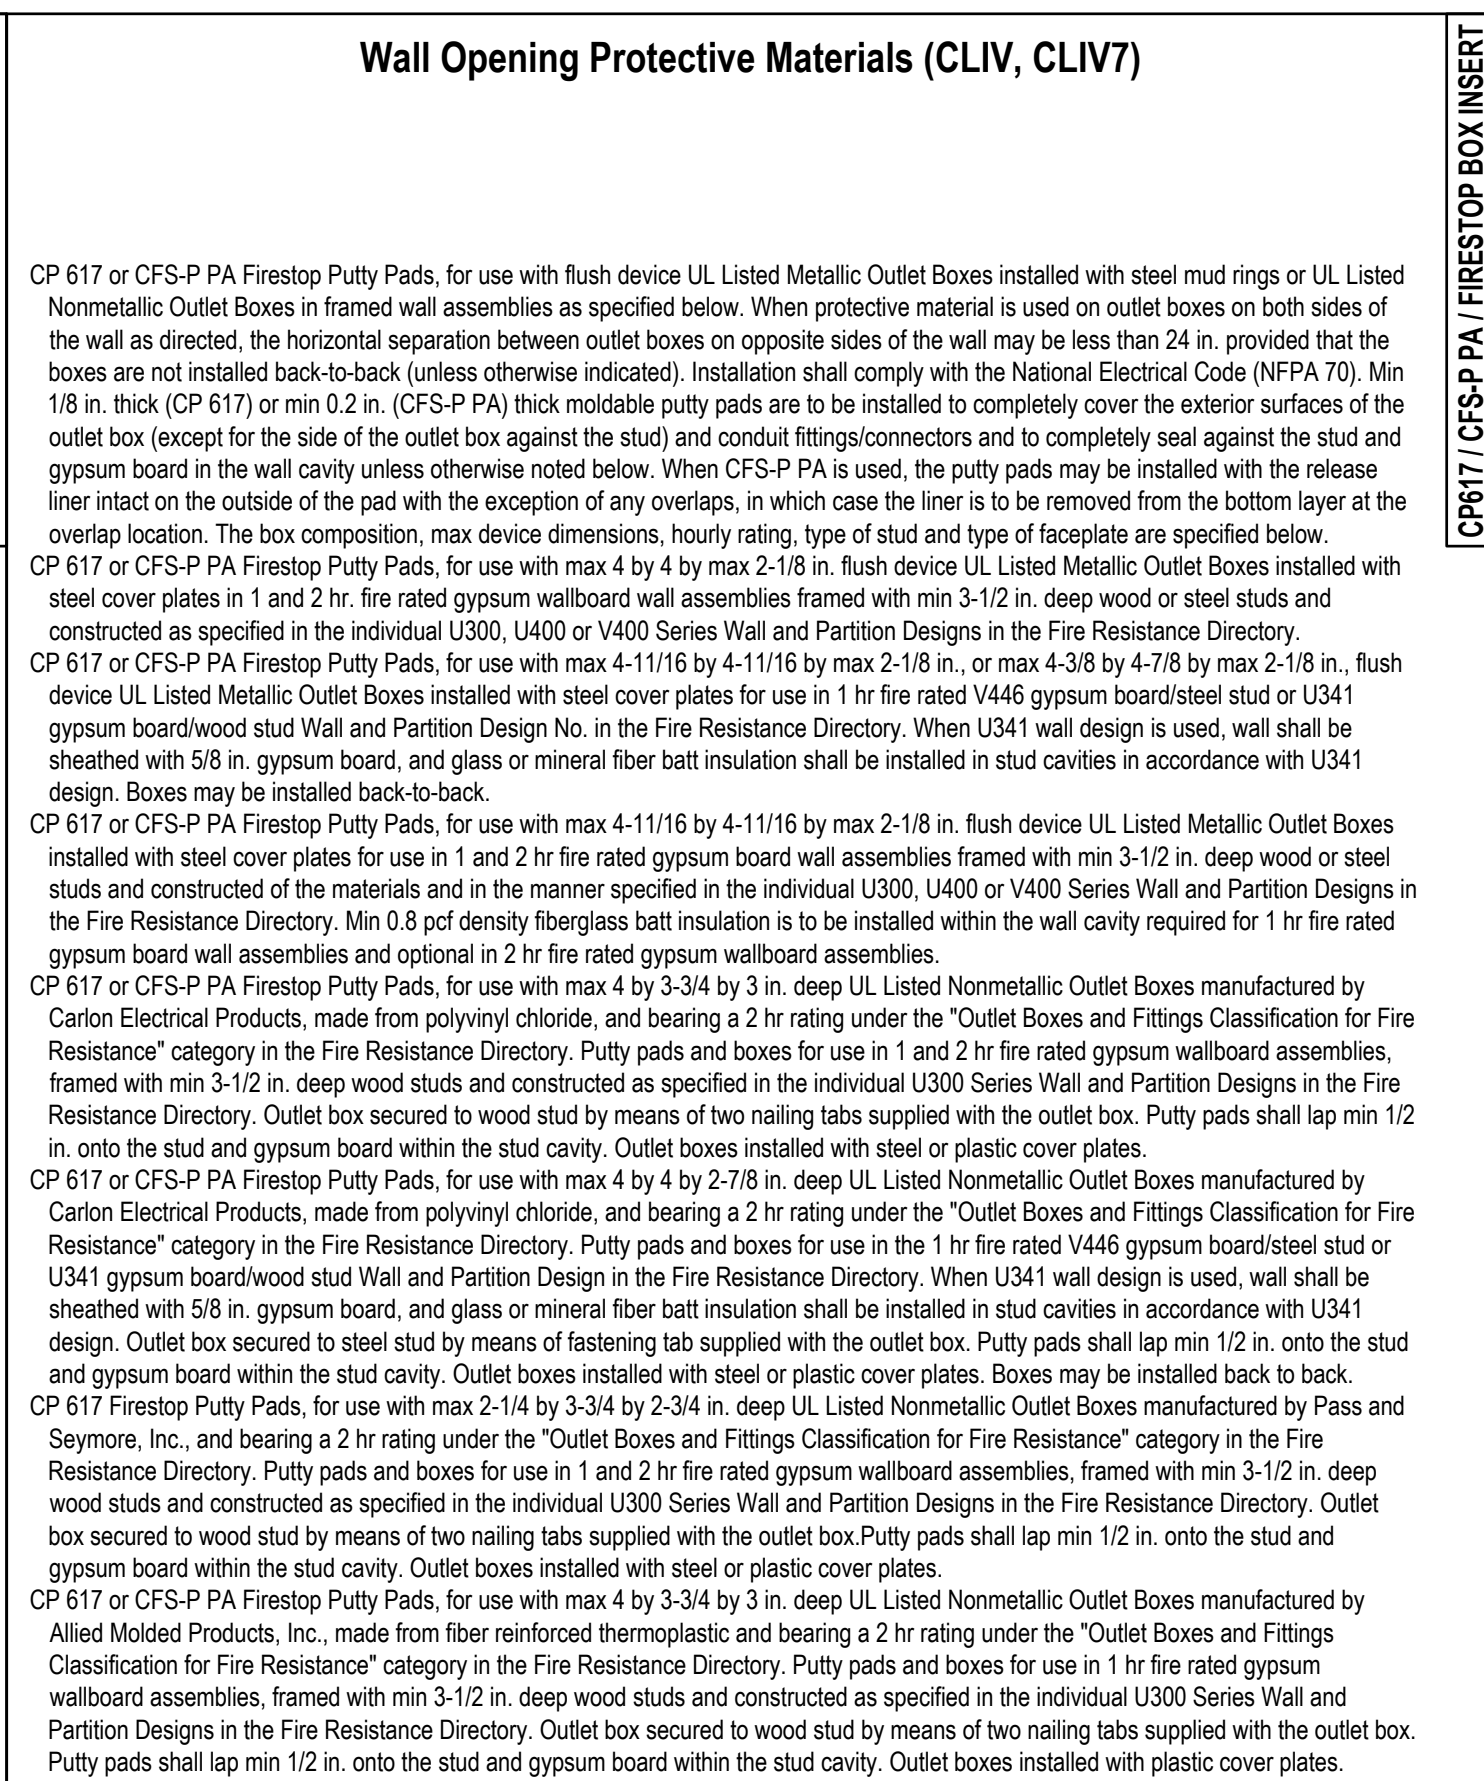 Wall Opening Protective Materials (CLIV, CLIV7)
CP617 / CFS-P PA / FIRESTOP BOX INSERT
CP 617 or CFS-P PA Firestop Putty Pads, for use with flush device UL Listed Metallic Outlet Boxes installed with steel mud rings or UL Listed
Nonmetallic Outlet Boxes in framed wall assemblies as specified below. When protective material is used on outlet boxes on both sides of
the wall as directed, the horizontal separation between outlet boxes on opposite sides of the wall may be less than 24 in. provided that the
boxes are not installed back-to-back (unless otherwise indicated). Installation shall comply with the National Electrical Code (NFPA 70). Min
1/8 in. thick (CP 617) or min 0.2 in. (CFS-P PA) thick moldable putty pads are to be installed to completely cover the exterior surfaces of the
outlet box (except for the side of the outlet box against the stud) and conduit fittings/connectors and to completely seal against the stud and
gypsum board in the wall cavity unless otherwise noted below. When CFS-P PA is used, the putty pads may be installed with the release
liner intact on the outside of the pad with the exception of any overlaps, in which case the liner is to be removed from the bottom layer at the
overlap location. The box composition, max device dimensions, hourly rating, type of stud and type of faceplate are specified below.
CP 617 or CFS-P PA Firestop Putty Pads, for use with max 4 by 4 by max 2-1/8 in. flush device UL Listed Metallic Outlet Boxes installed with
steel cover plates in 1 and 2 hr. fire rated gypsum wallboard wall assemblies framed with min 3-1/2 in. deep wood or steel studs and
constructed as specified in the individual U300, U400 or V400 Series Wall and Partition Designs in the Fire Resistance Directory.
CP 617 or CFS-P PA Firestop Putty Pads, for use with max 4-11/16 by 4-11/16 by max 2-1/8 in., or max 4-3/8 by 4-7/8 by max 2-1/8 in., flush
device UL Listed Metallic Outlet Boxes installed with steel cover plates for use in 1 hr fire rated V446 gypsum board/steel stud or U341
gypsum board/wood stud Wall and Partition Design No. in the Fire Resistance Directory. When U341 wall design is used, wall shall be
sheathed with 5/8 in. gypsum board, and glass or mineral fiber batt insulation shall be installed in stud cavities in accordance with U341
design. Boxes may be installed back-to-back.
CP 617 or CFS-P PA Firestop Putty Pads, for use with max 4-11/16 by 4-11/16 by max 2-1/8 in. flush device UL Listed Metallic Outlet Boxes
installed with steel cover plates for use in 1 and 2 hr fire rated gypsum board wall assemblies framed with min 3-1/2 in. deep wood or steel
studs and constructed of the materials and in the manner specified in the individual U300, U400 or V400 Series Wall and Partition Designs in
the Fire Resistance Directory. Min 0.8 pcf density fiberglass batt insulation is to be installed within the wall cavity required for 1 hr fire rated
gypsum board wall assemblies and optional in 2 hr fire rated gypsum wallboard assemblies.
CP 617 or CFS-P PA Firestop Putty Pads, for use with max 4 by 3-3/4 by 3 in. deep UL Listed Nonmetallic Outlet Boxes manufactured by
Carlon Electrical Products, made from polyvinyl chloride, and bearing a 2 hr rating under the "Outlet Boxes and Fittings Classification for Fire
Resistance" category in the Fire Resistance Directory. Putty pads and boxes for use in 1 and 2 hr fire rated gypsum wallboard assemblies,
framed with min 3-1/2 in. deep wood studs and constructed as specified in the individual U300 Series Wall and Partition Designs in the Fire
Resistance Directory. Outlet box secured to wood stud by means of two nailing tabs supplied with the outlet box. Putty pads shall lap min 1/2
in. onto the stud and gypsum board within the stud cavity. Outlet boxes installed with steel or plastic cover plates.
CP 617 or CFS-P PA Firestop Putty Pads, for use with max 4 by 4 by 2-7/8 in. deep UL Listed Nonmetallic Outlet Boxes manufactured by
Carlon Electrical Products, made from polyvinyl chloride, and bearing a 2 hr rating under the "Outlet Boxes and Fittings Classification for Fire
Resistance" category in the Fire Resistance Directory. Putty pads and boxes for use in the 1 hr fire rated V446 gypsum board/steel stud or
U341 gypsum board/wood stud Wall and Partition Design in the Fire Resistance Directory. When U341 wall design is used, wall shall be
sheathed with 5/8 in. gypsum board, and glass or mineral fiber batt insulation shall be installed in stud cavities in accordance with U341
design. Outlet box secured to steel stud by means of fastening tab supplied with the outlet box. Putty pads shall lap min 1/2 in. onto the stud
and gypsum board within the stud cavity. Outlet boxes installed with steel or plastic cover plates. Boxes may be installed back to back.
CP 617 Firestop Putty Pads, for use with max 2-1/4 by 3-3/4 by 2-3/4 in. deep UL Listed Nonmetallic Outlet Boxes manufactured by Pass and
Seymore, Inc., and bearing a 2 hr rating under the "Outlet Boxes and Fittings Classification for Fire Resistance" category in the Fire
Resistance Directory. Putty pads and boxes for use in 1 and 2 hr fire rated gypsum wallboard assemblies, framed with min 3-1/2 in. deep
wood studs and constructed as specified in the individual U300 Series Wall and Partition Designs in the Fire Resistance Directory. Outlet
box secured to wood stud by means of two nailing tabs supplied with the outlet box.Putty pads shall lap min 1/2 in. onto the stud and
gypsum board within the stud cavity. Outlet boxes installed with steel or plastic cover plates.
CP 617 or CFS-P PA Firestop Putty Pads, for use with max 4 by 3-3/4 by 3 in. deep UL Listed Nonmetallic Outlet Boxes manufactured by
Allied Molded Products, Inc., made from fiber reinforced thermoplastic and bearing a 2 hr rating under the "Outlet Boxes and Fittings
Classification for Fire Resistance" category in the Fire Resistance Directory. Putty pads and boxes for use in 1 hr fire rated gypsum
wallboard assemblies, framed with min 3-1/2 in. deep wood studs and constructed as specified in the individual U300 Series Wall and
Partition Designs in the Fire Resistance Directory. Outlet box secured to wood stud by means of two nailing tabs supplied with the outlet box.
Putty pads shall lap min 1/2 in. onto the stud and gypsum board within the stud cavity. Outlet boxes installed with plastic cover plates.